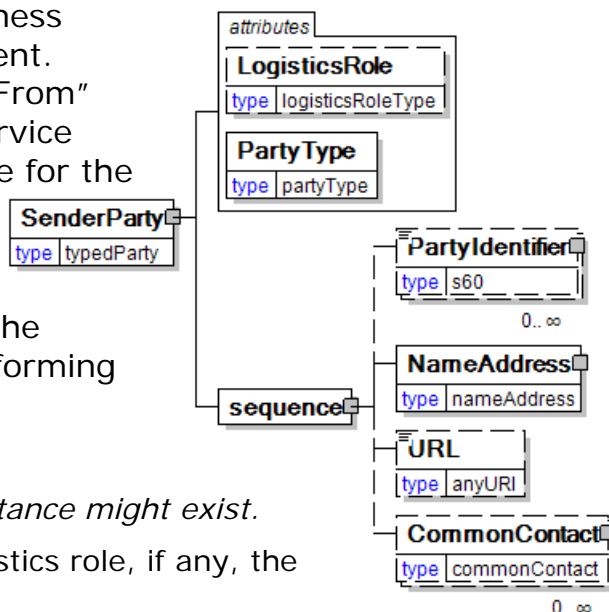 ness
ent.
From”
rvice
e for the
he
forming
tance might exist.
stics role, if any, the
attributes
LogisticsRole
type logisticsRoleType
PartyType
type partyType
SenderParty
type typedParty
PartyIdentifier
type s60
0.. ∞
NameAddress
type nameAddress
sequence
URL
type anyURI
CommonContact
type commonContact
0.. ∞